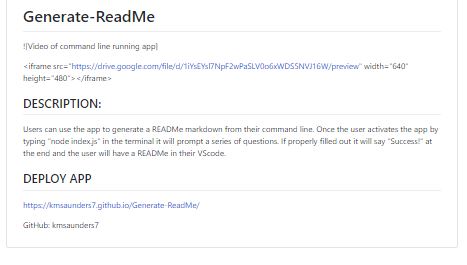 Generate-ReadMe
![Video of command line running app]
<iframe src="https://drive.google.com/file/d/1iYsEYsl7NpF2wPaSLV0o6xWDS5NVJ16W/preview" width="640"
height="480"></iframe>
DESCRIPTION:
Users can use the app to generate a READMe markdown from their command line. Once the user activates the app by
typing "node index.js" in the terminal it will prompt a series of questions. If properly filled out it will say "Success!" at
the end and the user will have a READMe in their VScode.
DEPLOY APP
https://kmsaunders7.github.io/Generate-ReadMe/
GitHub: kmsaunders7